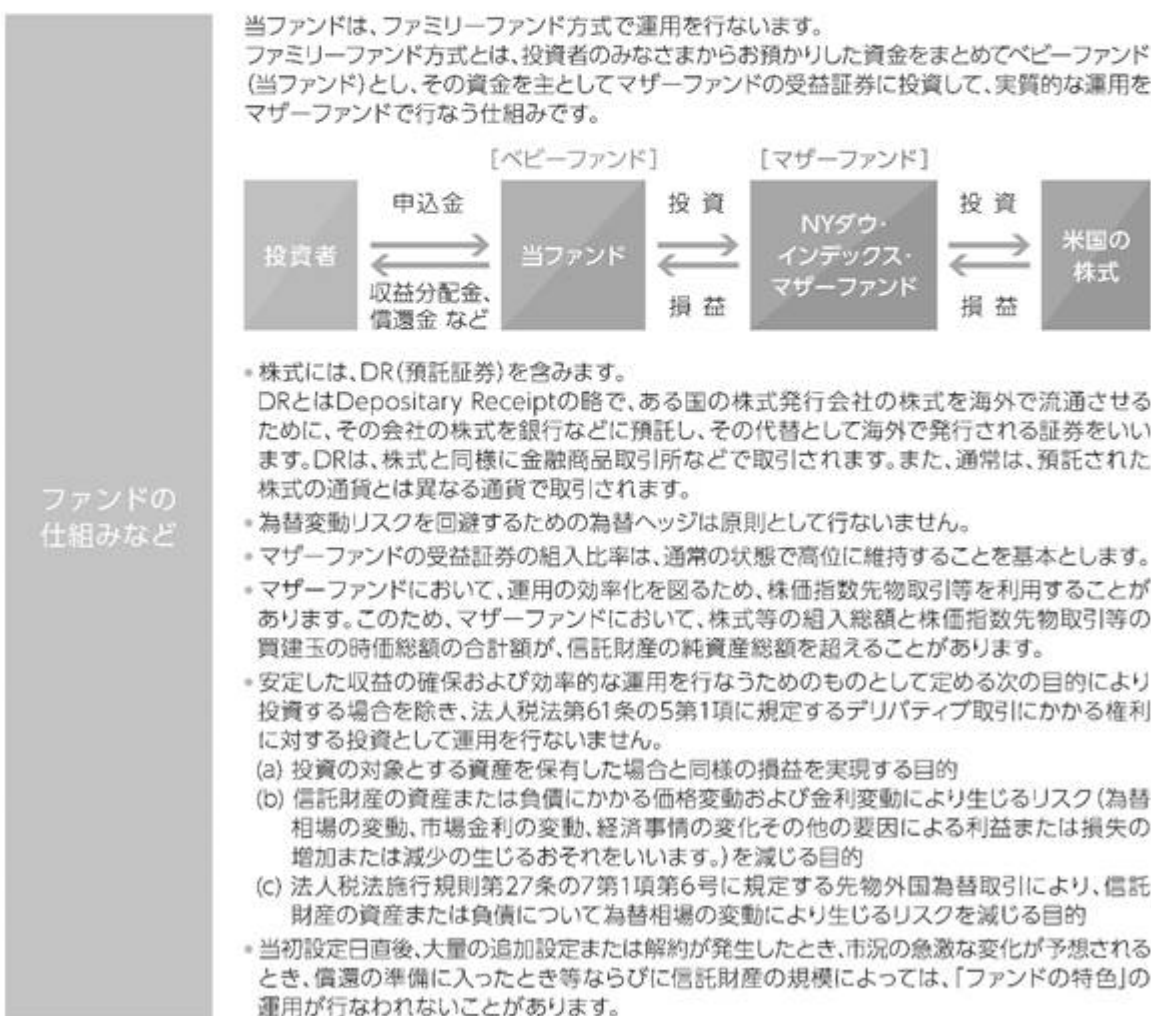 当ファンドは、ファミリーファンド方式で運用を行ないます。
ファミリーファンド方式とは、投資者のみなさまからお預かりした資金をまとめてベビーファンド
(当ファンド)とし、その資金を主としてマザーファンドの受益証券に投資して、実質的な運用を
マザーファンドで行なう仕組みです。
[ベビーファンド]
[マザーファンド]
投資者
申込金
収益分配金、
償還金 など
当ファンド
投 資
損 益
NYダウ・
インデックス・
マザーファンド
投 資
損 益
米国の
株式
ファンドの
仕組みなど
• 株式には、DR(預託証券)を含みます。
DRとはDepositary Receiptの略で、ある国の株式発行会社の株式を海外で流通させる
ために、その会社の株式を銀行などに預託し、その代替として海外で発行される証券をいい
ます。DRは、株式と同様に金融商品取引所などで取引されます。また、通常は、預託された
株式の通貨とは異なる通貨で取引されます。
• 為替変動リスクを回避するための為替ヘッジは原則として行ないません。
• マザーファンドの受益証券の組入比率は、通常の状態で高位に維持することを基本とします。
• マザーファンドにおいて、運用の効率化を図るため、株価指数先物取引等を利用することが
あります。このため、マザーファンドにおいて、株式等の組入総額と株価指数先物取引等の
買建玉の時価総額の合計額が、信託財産の純資産総額を超えることがあります。
• 安定した収益の確保および効率的な運用を行なうためのものとして定める次の目的により
投資する場合を除き、法人税法第61条の5第1項に規定するデリバティブ取引にかかる権利
に対する投資として運用を行ないません。
(a) 投資の対象とする資産を保有した場合と同様の損益を実現する目的
(b) 信託財産の資産または負債にかかる価格変動および金利変動により生じるリスク(為替
相場の変動、市場金利の変動、経済事情の変化その他の要因による利益または損失の
増加または減少の生じるおそれをいいます。)を減じる目的
(c) 法人税法施行規則第27条の7第1項第6号に規定する先物外国為替取引により、信託
財産の資産または負債について為替相場の変動により生じるリスクを減じる目的
• 当初設定日直後、大量の追加設定または解約が発生したとき、市況の急激な変化が予想される
とき、償還の準備に入ったとき等ならびに信託財産の規模によっては、「ファンドの特色」の
運用が行なわれないことがあります。